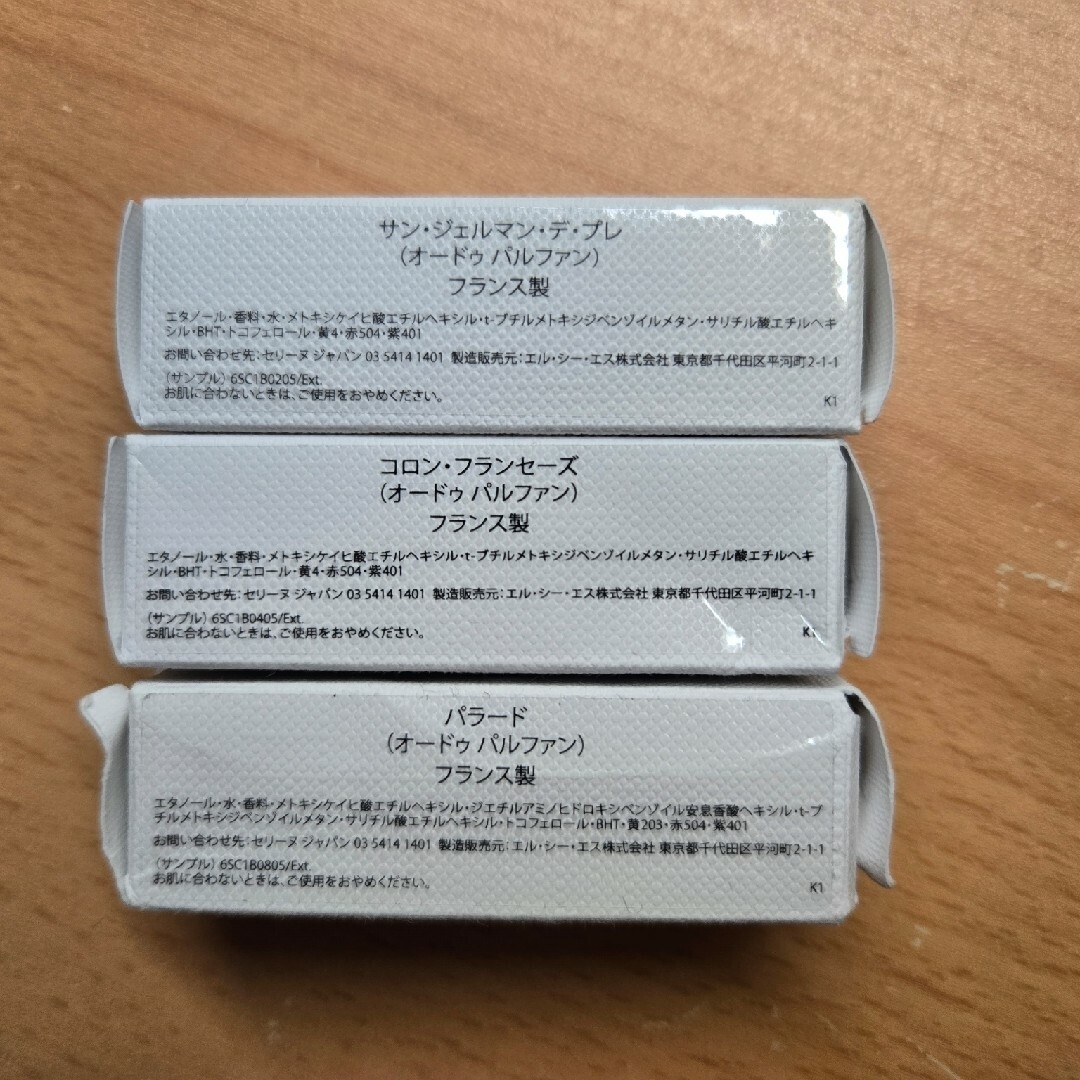 サン・ジェルマン・デ・プレ
(オードゥ パルファン)
フランス製
エタノール・香料・水・メトキシケイヒ酸エチルヘキシル・t-ブチルメトキシジベンゾイルメタン・サリチル酸エチルヘキ
シル・BHT・トコフェロール・黄4・赤504・紫401
お問い合わせ先：セリーヌ ジャパン 03 5414 1401 製造販売元：エル・シー・エス株式会社 東京都千代田区平河町2-1-1
(サンプル) 6SC1B0205/Ext.
お肌に合わないときは、ご使用をおやめください。
K1
コロン・フランセーズ
(オードゥ パルファン)
フランス製
エタノール・水・香料・メトキシケイヒ酸エチルヘキシル・t-ブチルメトキシジベンゾイルメタン・サリチル酸エチルヘキ
シル・BHT・トコフェロール・黄4・赤504・紫401
お問い合わせ先：セリーヌ ジャパン 03 5414 1401 製造販売元：エル・シー・エス株式会社 東京都千代田区平河町2-1-1
(サンプル) 6SC1B0405/Ext.
お肌に合わないときは、ご使用をおやめください。
K1
パラード
(オードゥ パルファン)
フランス製
エタノール・水・香料・メトキシケイヒ酸エチルヘキシル・ジエチルアミノヒドロキシベンゾイル安息香酸ヘキシル・t-ブ
チルメトキシジベンゾイルメタン・サリチル酸エチルヘキシル・トコフェロール・BHT・黄203・赤504・紫401
お問い合わせ先：セリーヌ ジャパン 03 5414 1401 製造販売元：エル・シー・エス株式会社 東京都千代田区平河町2-1-1
(サンプル) 6SC1B0805/Ext.
お肌に合わないときは、ご使用をおやめください。
K1